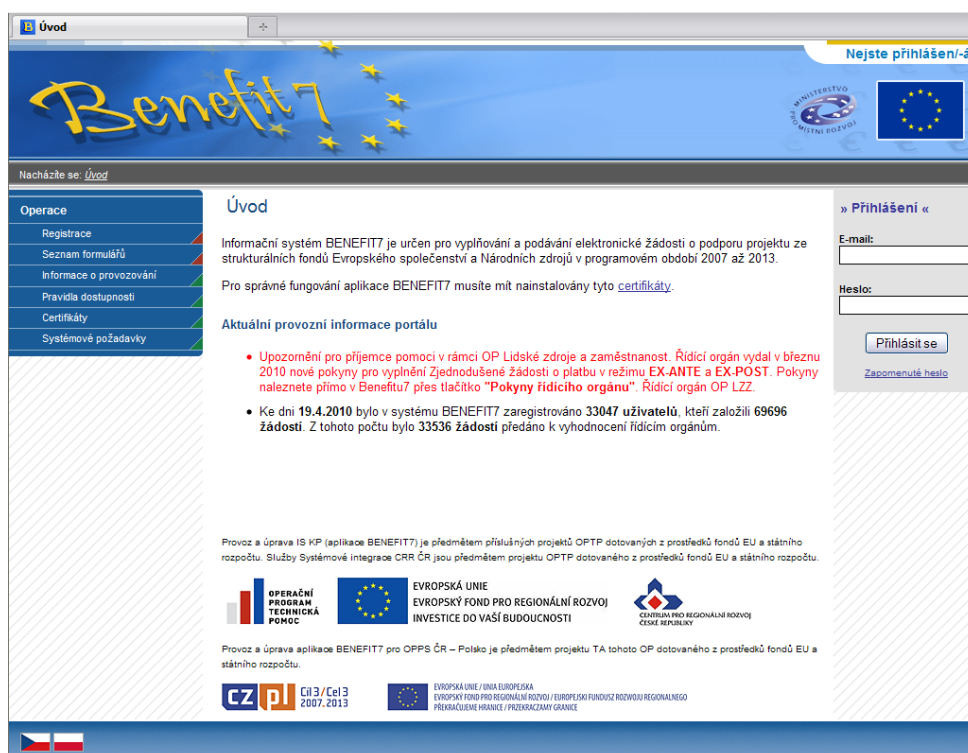 Úvod
Nejste přihlášen/-á
Benefit7
MINISTERSTVO
PRO MÍSTNÍ ROZVOJ
Nacházíte se: Úvod
Operace
Registrace
Seznam formulářů
Informace o provozování
Pravidla dostupnosti
Certifikáty
Systémové požadavky
Úvod
Informační systém BENEFIT7 je určen pro vyplňování a podávání elektronické žádosti o podporu projektu ze
strukturálních fondů Evropského společenství a Národních zdrojů v programovém období 2007 až 2013.
Pro správné fungování aplikace BENEFIT7 musíte mít nainstalovány tyto certifikáty.
Aktuální provozní informace portálu
• Upozornění pro příjemce pomoci v rámci OP Lidské zdroje a zaměstnanost. Řídící orgán vydal v březnu
2010 nové pokyny pro vyplnění Zjednodušené žádosti o platbu v režimu EX-ANTE a EX-POST. Pokyny
naleznete přímo v Benefitu7 přes tlačítko "Pokyny řídícího orgánu". Řídící orgán OP LZZ.
• Ke dni 19.4.2010 bylo v systému BENEFIT7 zaregistrováno 33047 uživatelů, kteří založili 69696
žádostí. Z tohoto počtu bylo 33536 žádostí předáno k vyhodnocení řídícím orgánům.
» Přihlášení «
E-mail:
Heslo:
Přihlásit se
Zapomenuté heslo
Provoz a úprava IS KP (aplikace BENEFIT7) je předmětem příslušných projektů OPTP dotovaných z prostředků fondů EU a státního
rozpočtu. Služby Systémové integrace CRR ČR jsou předmětem projektu OPTP dotovaného z prostředků fondů EU a státního rozpočtu.
OPERAČNÍ
PROGRAM
TECHNICKÁ
POMOC
EVROPSKÁ UNIE
EVROPSKÝ FOND PRO REGIONÁLNÍ ROZVOJ
INVESTICE DO VAŠÍ BUDOUCNOSTI
CENTRUM PRO REGIONÁLNÍ ROZVOJ
ČESKÉ REPUBLIKY
Provoz a úprava aplikace BENEFIT7 pro OPPS ČR – Polsko je předmětem projektu TA tohoto OP dotovaného z prostředků fondů EU a
státního rozpočtu.
CZ pl Cíl 3/Cel 3
2007.2013
EVROPSKÁ UNIE / UNIA EUROPEJSKA
EVROPSKÝ FOND PRO REGIONÁLNÍ ROZVOJ / EUROPEJSKI FUNDUSZ ROZWOJU REGIONALNEGO
PŘEKRAČUJEME HRANICE / PRZEKRACZAMY GRANICE